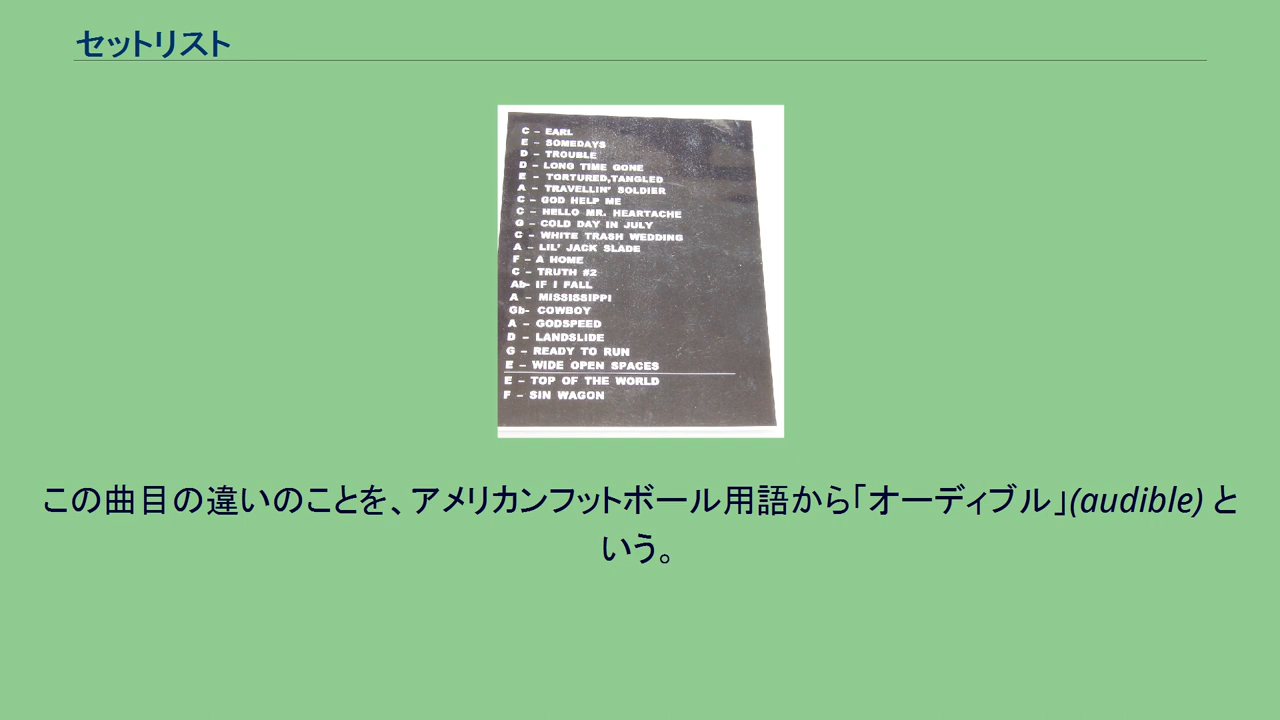 セットリスト
C - EARL
E - SOMEDAYS
D - TROUBLE
D - LONG TIME GONE
E - TORTURED,TANGLED
A - TRAVELLIN' SOLDIER
C - GOD HELP ME
C - HELLO MR. HEARTACHE
G - COLD DAY IN JULY
C - WHITE TRASH WEDDING
A - LIL' JACK SLADE
F - A HOME
C - TRUTH #2
Ab- IF I FALL
A - MISSISSIPPI
Gb- COWBOY
A - GODSPEED
D - LANDSLIDE
G - READY TO RUN
E - WIDE OPEN SPACES
E - TOP OF THE WORLD
F - SIN WAGON
この曲目の違いのことを、アメリカンフットボール用語から「オーディブル」(audible) と
いう。